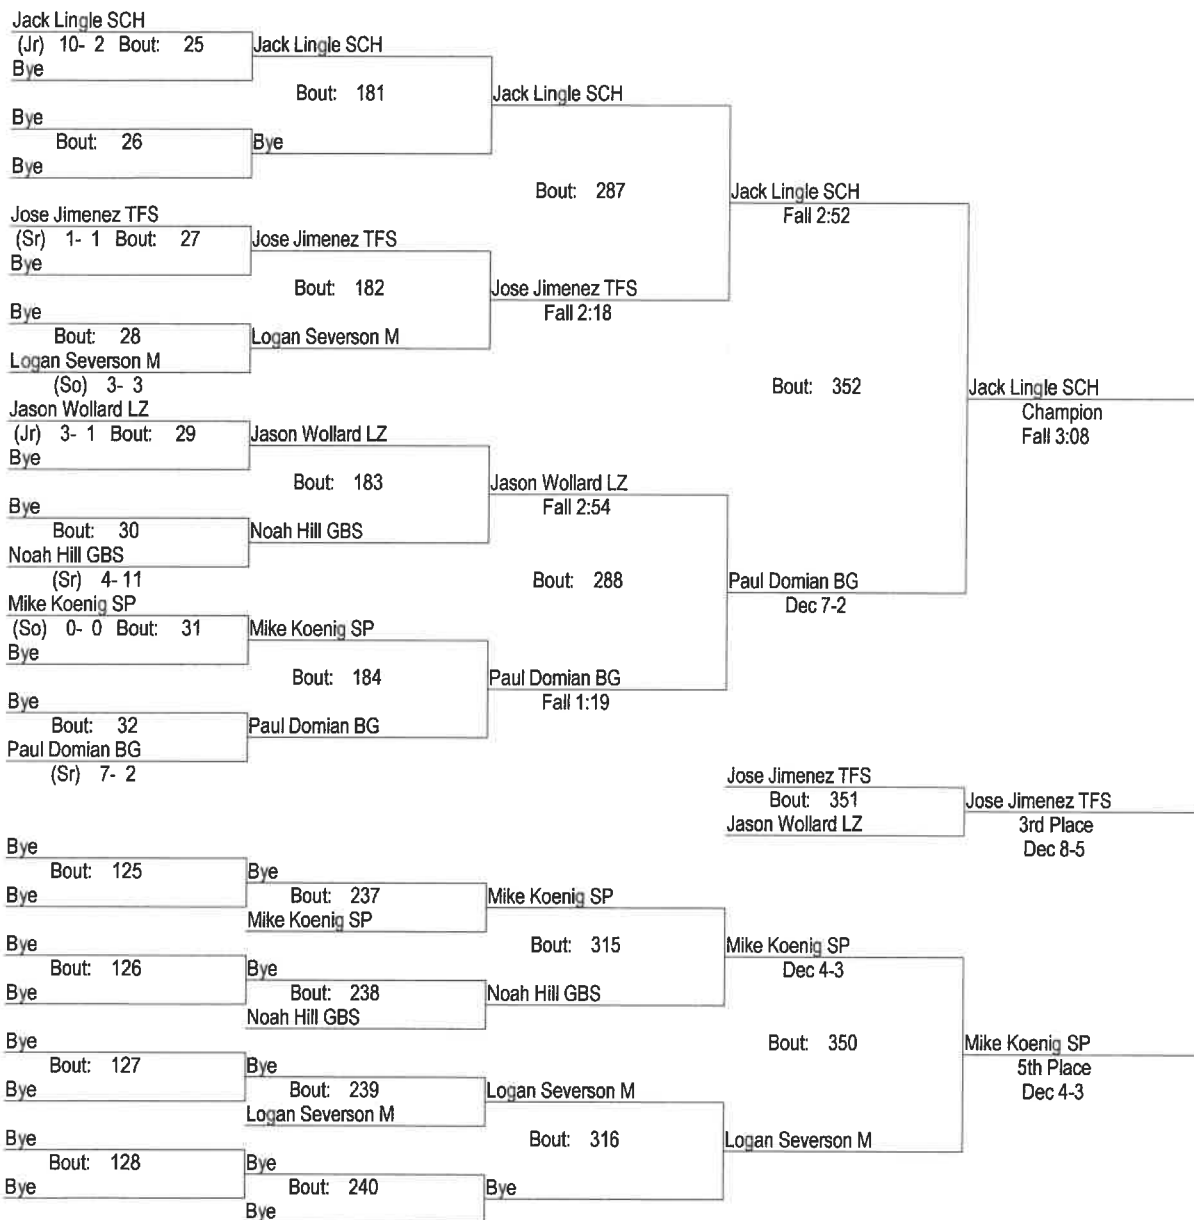 Jack Lingle SCH
(Jr) 10- 2 Bout: 25
Bye
Bye
Bout: 26
Bye
Jose Jimenez TFS
(Sr) 1- 1 Bout: 27
Bye
Bye
Bout: 28
Logan Severson M
(So) 3- 3
Jason Wollard LZ
(Jr) 3- 1 Bout: 29
Bye
Bye
Bout: 30
Noah Hill GBS
(Sr) 4- 11
Mike Koenig SP
(So) 0- 0 Bout: 31
Bye
Bye
Bout: 32
Paul Domian BG
(Sr) 7- 2
Jack Lingle SCH
Bout: 181
Bye
Jose Jimenez TFS
Bout: 182
Logan Severson M
Jason Wollard LZ
Bout: 183
Noah Hill GBS
Mike Koenig SP
Bout: 184
Paul Domian BG
Jack Lingle SCH
Bout: 287
Jose Jimenez TFS
Fall 2:18
Jason Wollard LZ
Fall 2:54
Bout: 288
Paul Domian BG
Fall 1:19
Jack Lingle SCH
Fall 2:52
Bout: 352
Paul Domian BG
Dec 7-2
Jack Lingle SCH
Champion
Fall 3:08
Jose Jimenez TFS
Bout: 351
Jason Wollard LZ
Jose Jimenez TFS
3rd Place
Dec 8-5
Bye
Bout: 125
Bye
Bye
Bout: 126
Bye
Bye
Bout: 127
Bye
Bye
Bout: 128
Bye
Bye
Bout: 237
Mike Koenig SP
Bye
Bout: 238
Noah Hill GBS
Bye
Bout: 239
Logan Severson M
Bye
Bout: 240
Bye
Mike Koenig SP
Bout: 315
Noah Hill GBS
Logan Severson M
Bout: 316
Bye
Mike Koenig SP
Dec 4-3
Bout: 350
Logan Severson M
Mike Koenig SP
5th Place
Dec 4-3